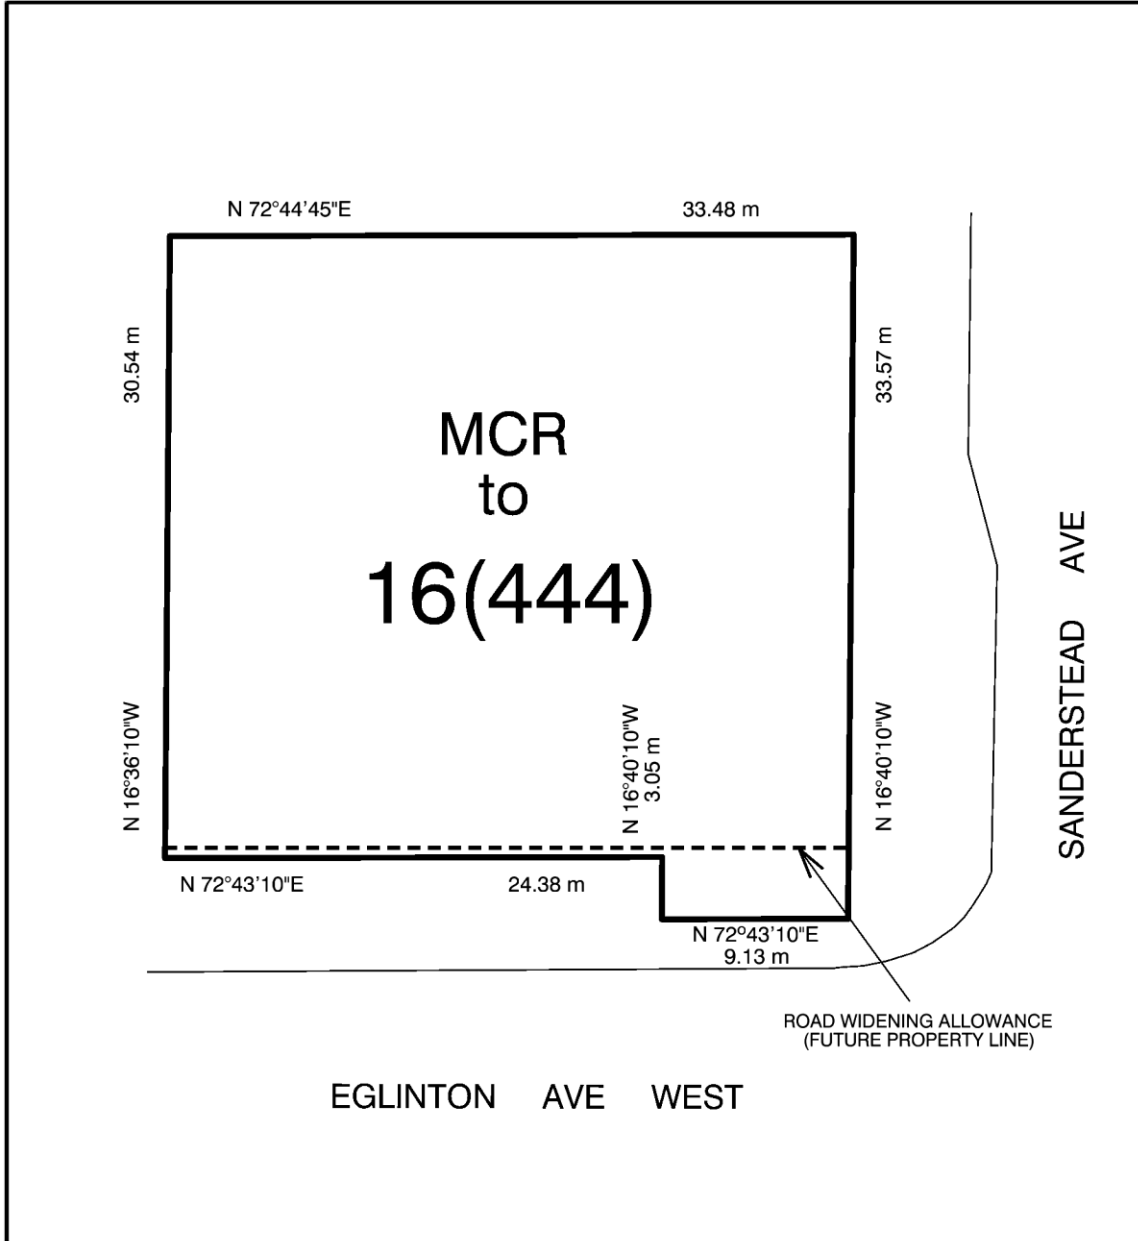 N 72°44'45"E
33.48 m
30.54 m
33.57 m
MCR
to
16(444)
N 16°36'10"W
N 16°40'10"W
3.05 m
N 16°40'10"W
SANDERSTEAD AVE
N 72°43'10"E
24.38 m
N 72°43'10"E
9.13 m
ROAD WIDENING ALLOWANCE
(FUTURE PROPERTY LINE)
EGLINTON AVE WEST